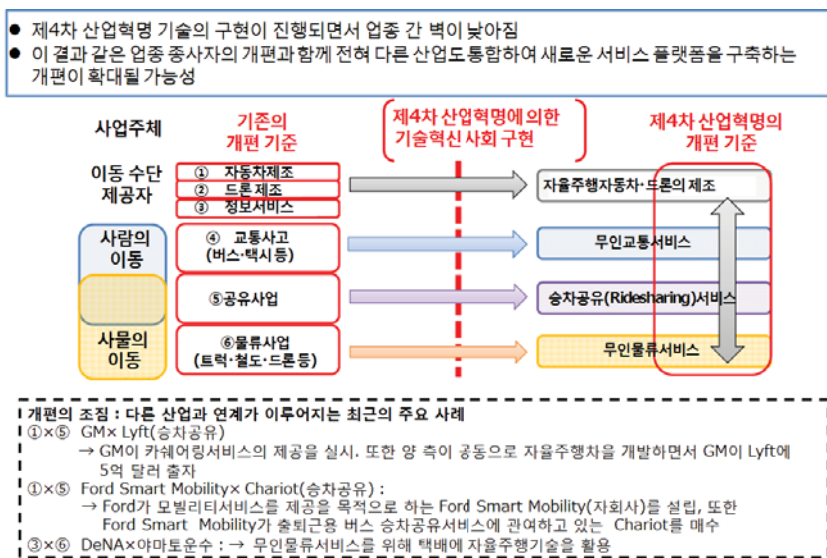 ● 제4차 산업혁명 기술의 구현이 진행되면서 업종 간 벽이 낮아짐
● 이 결과 같은 업종 종사자의 개편과 함께 전혀 다른 산업도 통합하여 새로운 서비스 플랫폼을 구축하는
개편이 확대될 가능성
사업주체
기존의
개편 기준
제4차 산업혁명에 의한
기술혁신 사회 구현
제4차 산업혁명의
개편 기준
이동 수단
제공자
① 자동차제조
② 드론 제조
③ 정보서비스
자율주행자동차·드론의 제조
사람의
이동
④ 교통사고
(버스·택시 등)
무인교통서비스
⑤공유사업
승차공유(Ridesharing)서비스
사물의
이동
⑥물류사업
(트럭·철도·드론 등)
무인물류서비스
개편의 조짐 : 다른 산업과 연계가 이루어지는 최근의 주요 사례
①×⑤ GM× Lyft(승차공유)
→ GM이 카쉐어링서비스의 제공을 실시. 또한 양 측이 공동으로 자율주행차을 개발하면서 GM이 Lyft에
5억 달러 출자
①×⑤ Ford Smart Mobility× Chariot(승차공유) :
→ Ford가 모빌리티서비스를 제공을 목적으로 하는 Ford Smart Mobility(자회사)를 설립, 또한
Ford Smart Mobility가 출퇴근용 버스 승차공유서비스에 관여하고 있는 Chariot를 매수
③×⑥ DeNA×야마토운수 : → 무인물류서비스를 위해 택배에 자율주행기술을 활용